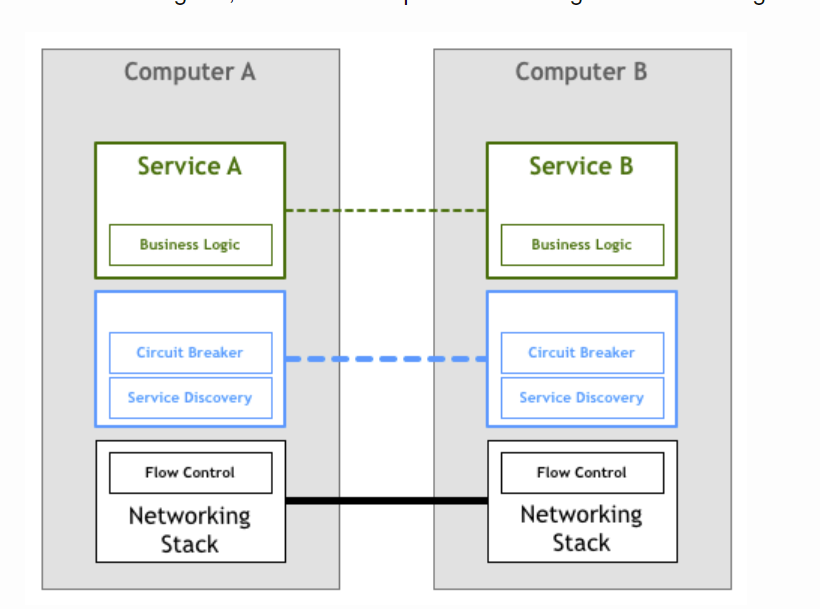 Computer A
Service A
Business Logic
Circuit Breaker
Service Discovery
Flow Control
Networking
Stack
Computer B
Service B
Business Logic
Circuit Breaker
Service Discovery
Flow Control
Networking
Stack